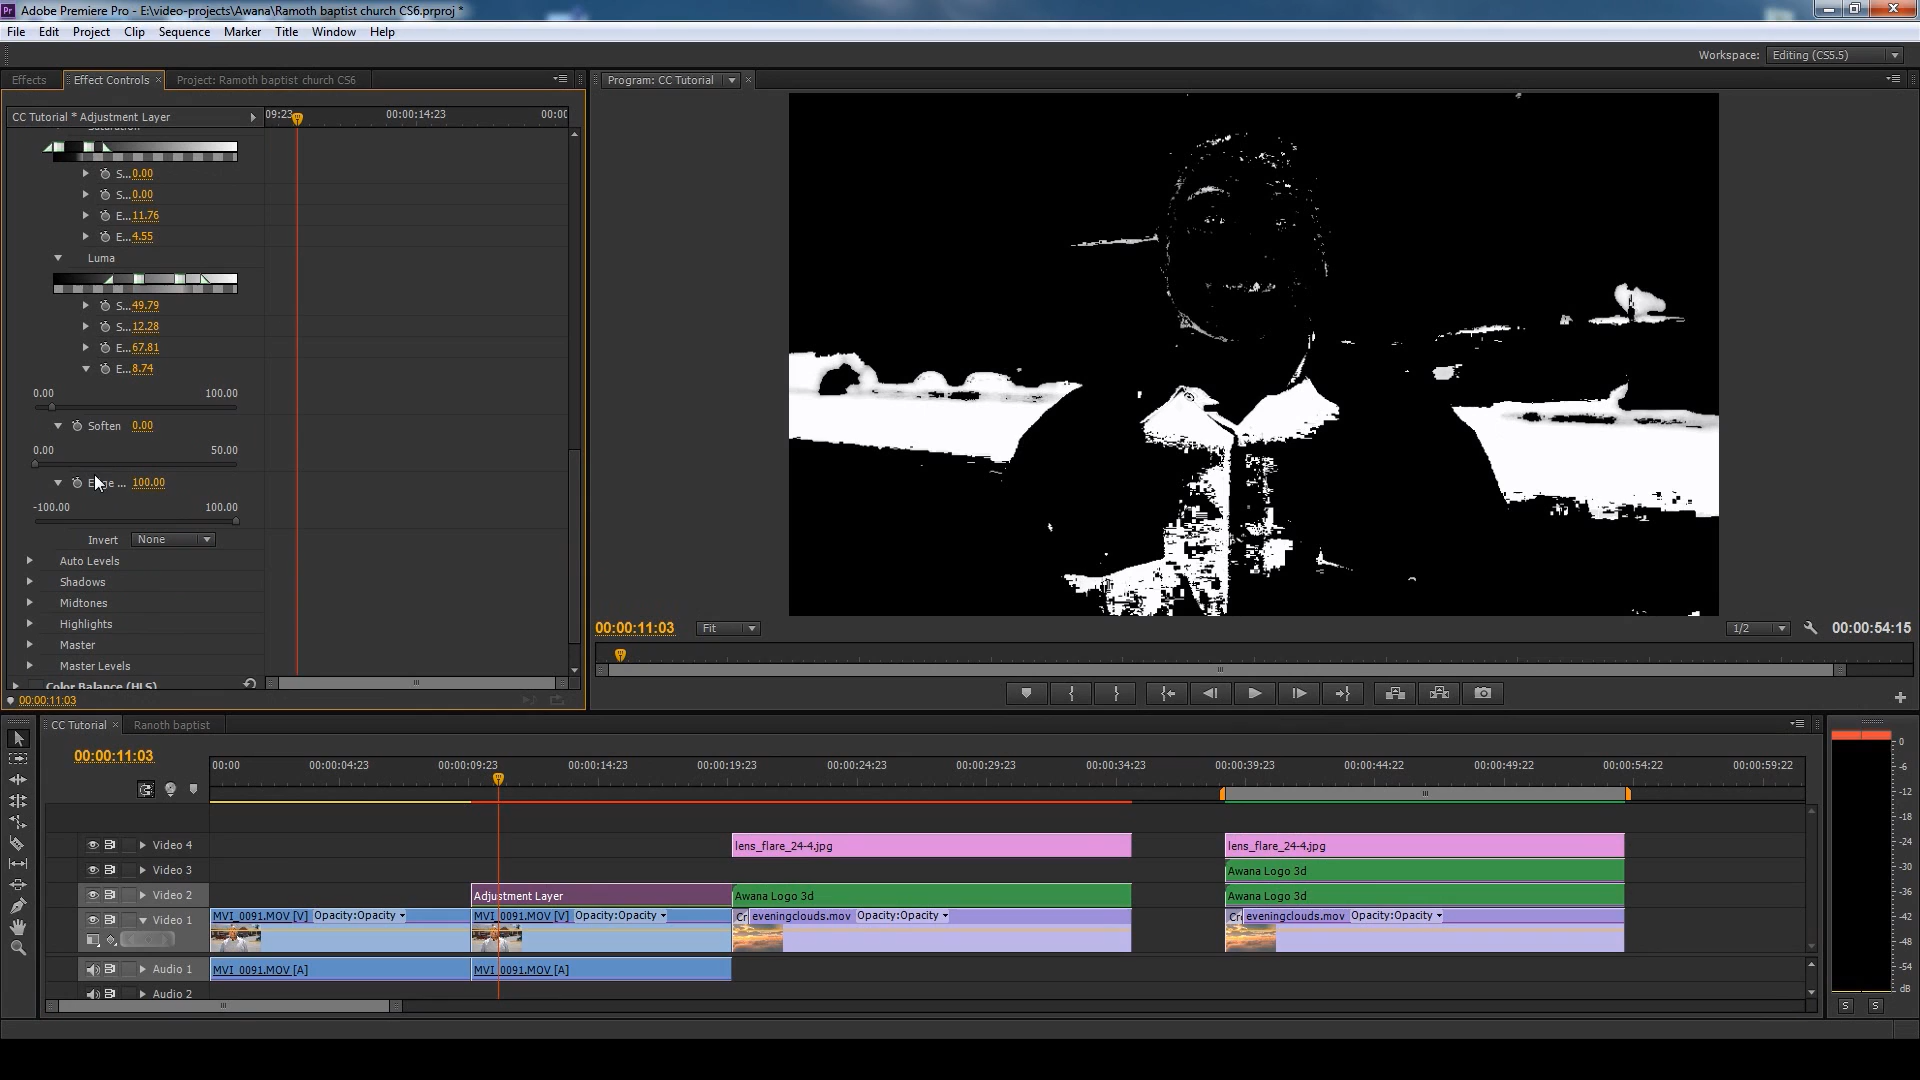 Pr Adobe Premiere Pro - E:\video-projects\Awana\Ramoth baptist church CS6.prproj *
File Edit Project Clip Sequence Marker Title Window Help
Workspace: Editing (CS5.5)
Effects Effect Controls × Project: Ramoth baptist church CS6
Program: CC Tutorial ×
CC Tutorial * Adjustment Layer 09:23 00:00:14:23 00:00
Saturation
S... 0.00
S... 0.00
E... 11.76
E... 4.55
Luma
S... 49.79
S... 12.28
E... 67.81
E... 8.74
0.00 100.00
Soften 0.00
0.00 50.00
Edge ... 100.00
-100.00 100.00
Invert None
Auto Levels
Shadows
Midtones
Highlights
Master
Master Levels
Color Balance (HLS)
00:00:11:03
00:00:11:03 Fit 1/2 00:00:54:15
CC Tutorial × Ranoth baptist
00:00:11:03
00:00 00:00:04:23 00:00:09:23 00:00:14:23 00:00:19:23 00:00:24:23 00:00:29:23 00:00:34:23 00:00:39:23 00:00:44:22 00:00:49:22 00:00:54:22 00:00:59:22
Video 4 lens_flare_24-4.jpg lens_flare_24-4.jpg
Video 3 Awana Logo 3d
Video 2 Adjustment Layer Awana Logo 3d Awana Logo 3d
Video 1 MVI_0091.MOV [V] Opacity:Opacity MVI_0091.MOV [V] Opacity:Opacity Cr eveningclouds.mov Opacity:Opacity Cr eveningclouds.mov Opacity:Opacity
Audio 1 MVI_0091.MOV [A] MVI_0091.MOV [A]
Audio 2
0
-6
-12
-18
-24
-30
-36
-42
-48
-54
dB
S S